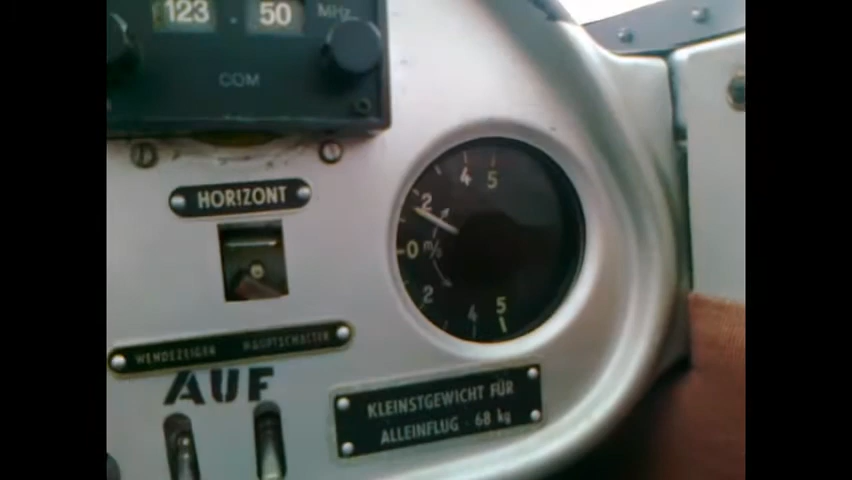 123 . 50 MHz
COM
HORIZONT
4 5
2
0 m/s
2
4 5
WENDEZEIGER HAUPTSCHALTER
AUF
KLEINSTGEWICHT FÜR
ALLEINFLUG - 68 kg